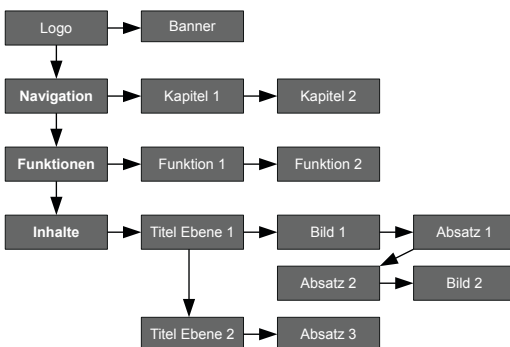 Logo
Banner
Navigation
Kapitel 1
Kapitel 2
Funktionen
Funktion 1
Funktion 2
Inhalte
Titel Ebene 1
Bild 1
Absatz 1
Absatz 2
Bild 2
Titel Ebene 2
Absatz 3